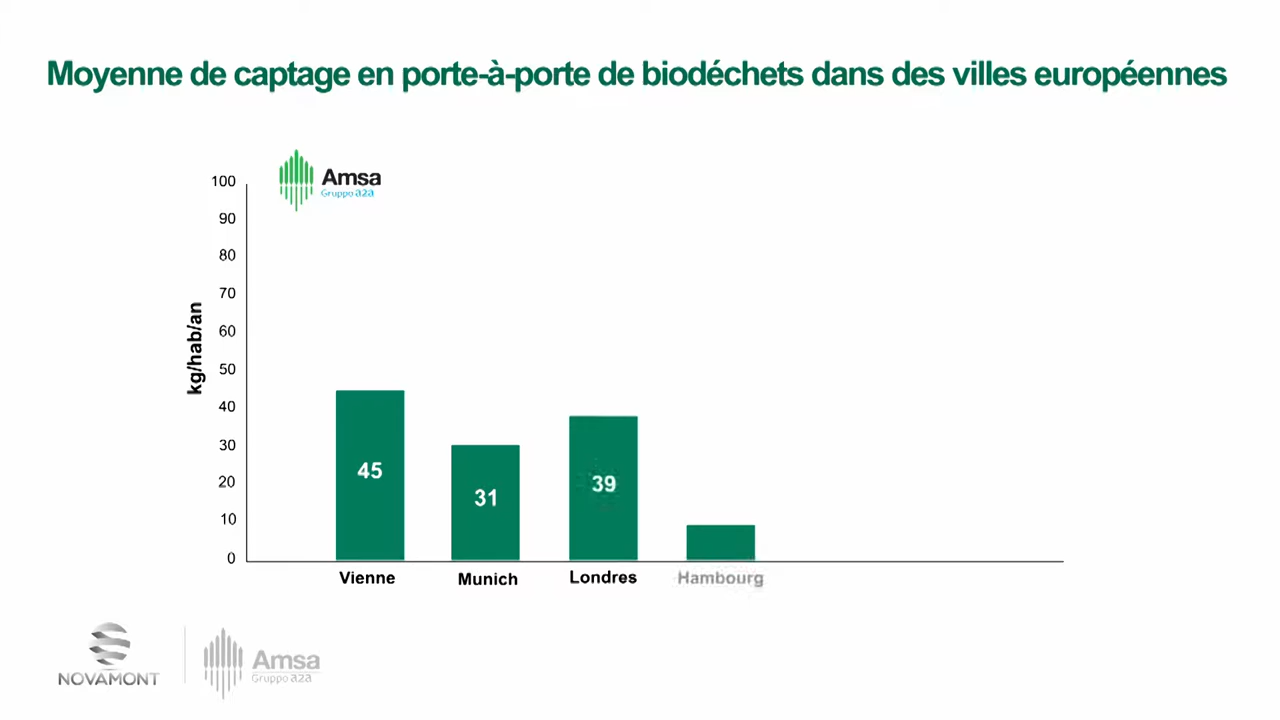 Moyenne de captage en porte-à-porte de biodéchets dans des villes européennes
Amsa
Gruppo a2a
kg/hab/an
100
90
80
70
60
50
40
30
20
10
0
45
31
39
Vienne
Munich
Londres
Hambourg
NOVAMONT
Amsa
Gruppo a2a